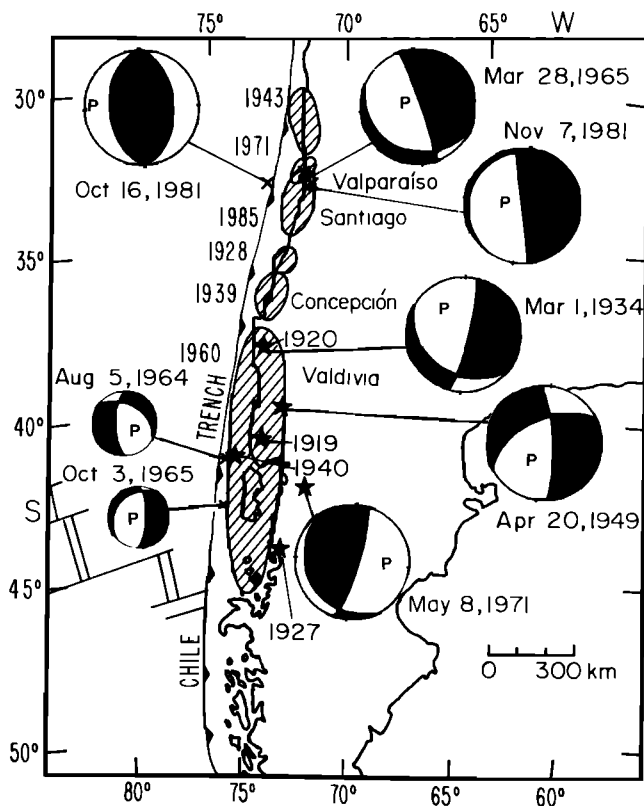 75° 70° 65° W
30°
35°
40°
S
45°
50°
80° 75° 70° 65° 60°
P
Oct 16, 1981
P
Mar 28, 1965
P
Nov 7, 1981
1943
1971
Valparaíso
1985
Santiago
1928
1939
Concepción
P
Mar 1, 1934
1960
1920
Valdivia
Aug 5, 1964
P
TRENCH
1919
1940
P
Apr 20, 1949
Oct 3, 1965
P
P
May 8, 1971
1927
CHILE
0 300 km